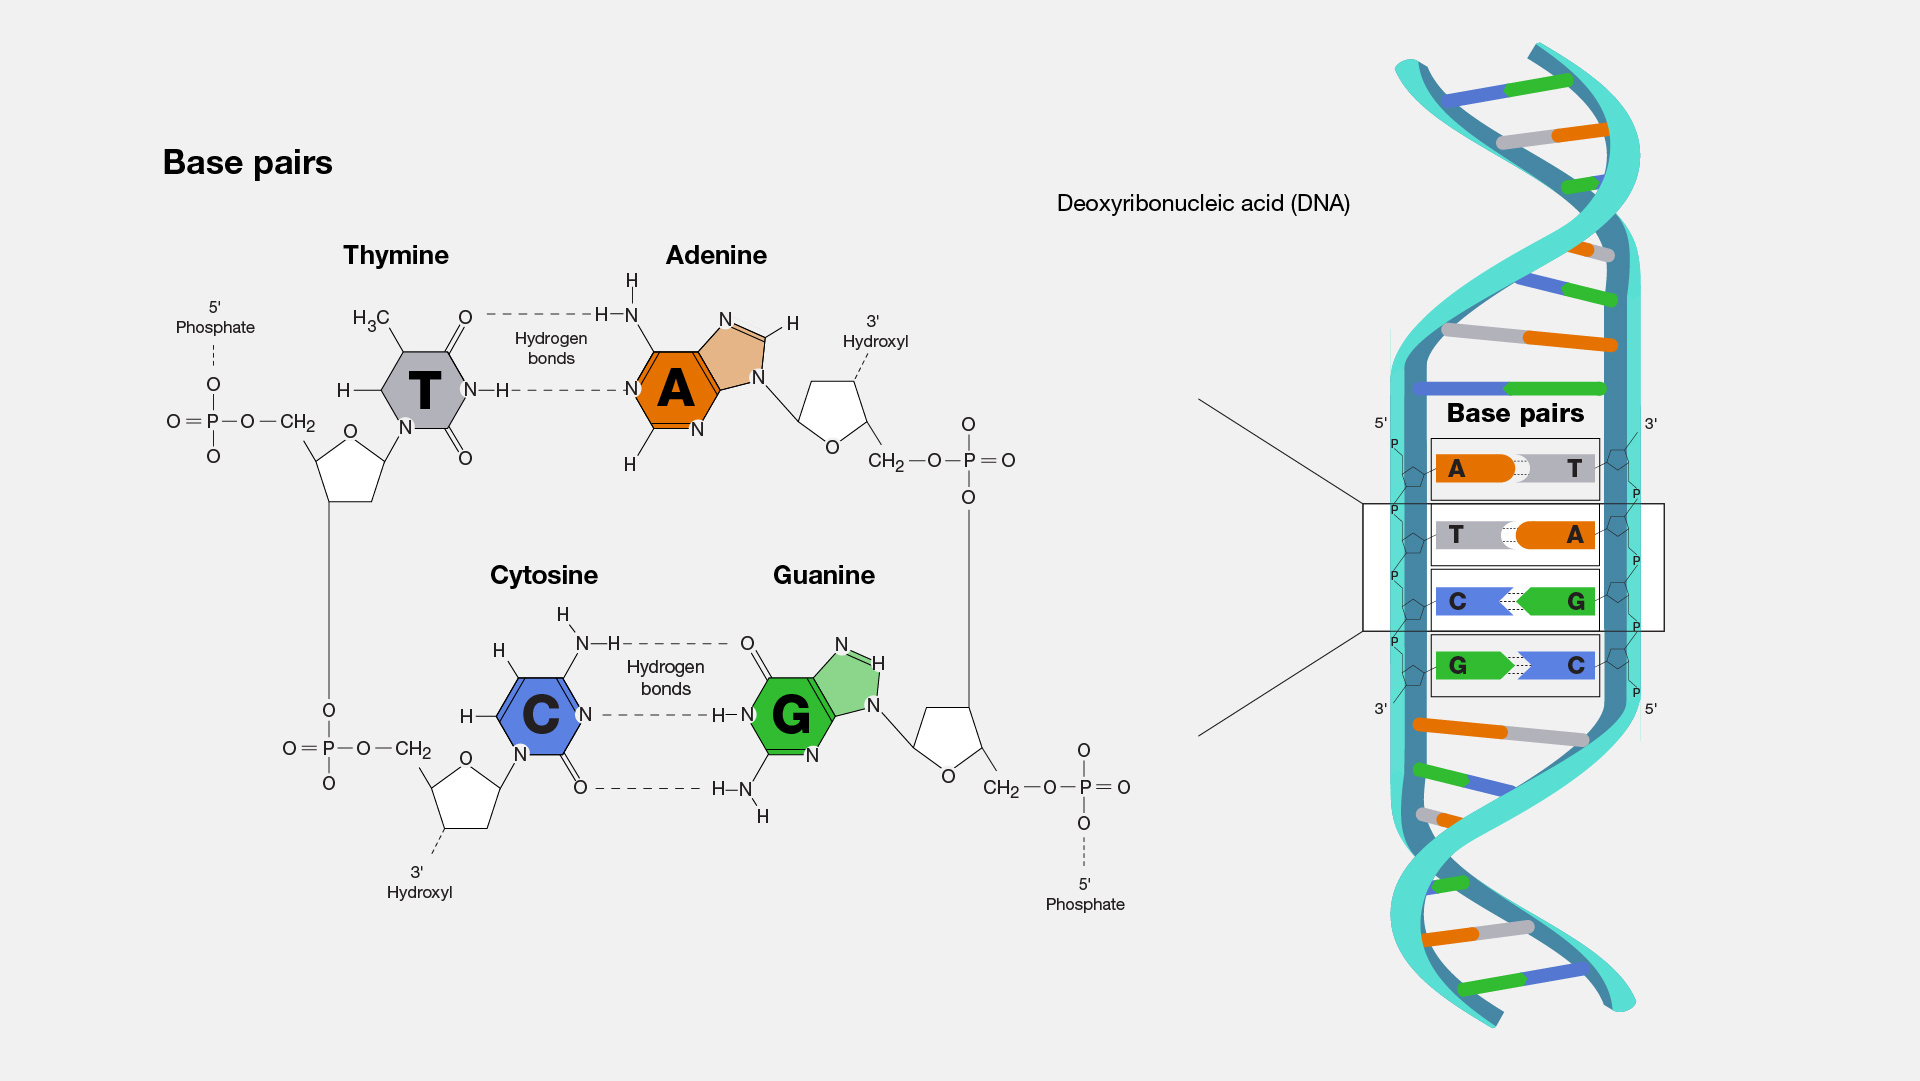 Base pairs
Deoxyribonucleic acid (DNA)
Thymine
Adenine
5'
Phosphate
H₃C
O
H
H
N
N
H
3'
Hydroxyl
Hydrogen
bonds
H
T
N
H
N
A
N
N
H
O
O
P
O
CH₂
O
O
N
O
O
CH₂
O
P
O
O
O
Cytosine
Guanine
H
H
N
H
O
N
H
Hydrogen
bonds
H
C
N
H
N
G
N
N
O
O
P
O
CH₂
O
O
N
O
H
N
H
N
O
CH₂
O
P
O
O
O
3'
Hydroxyl
5'
Phosphate
Base pairs
5'
3'
P
A
T
P
P
T
A
P
P
C
G
P
P
G
C
P
3'
5'